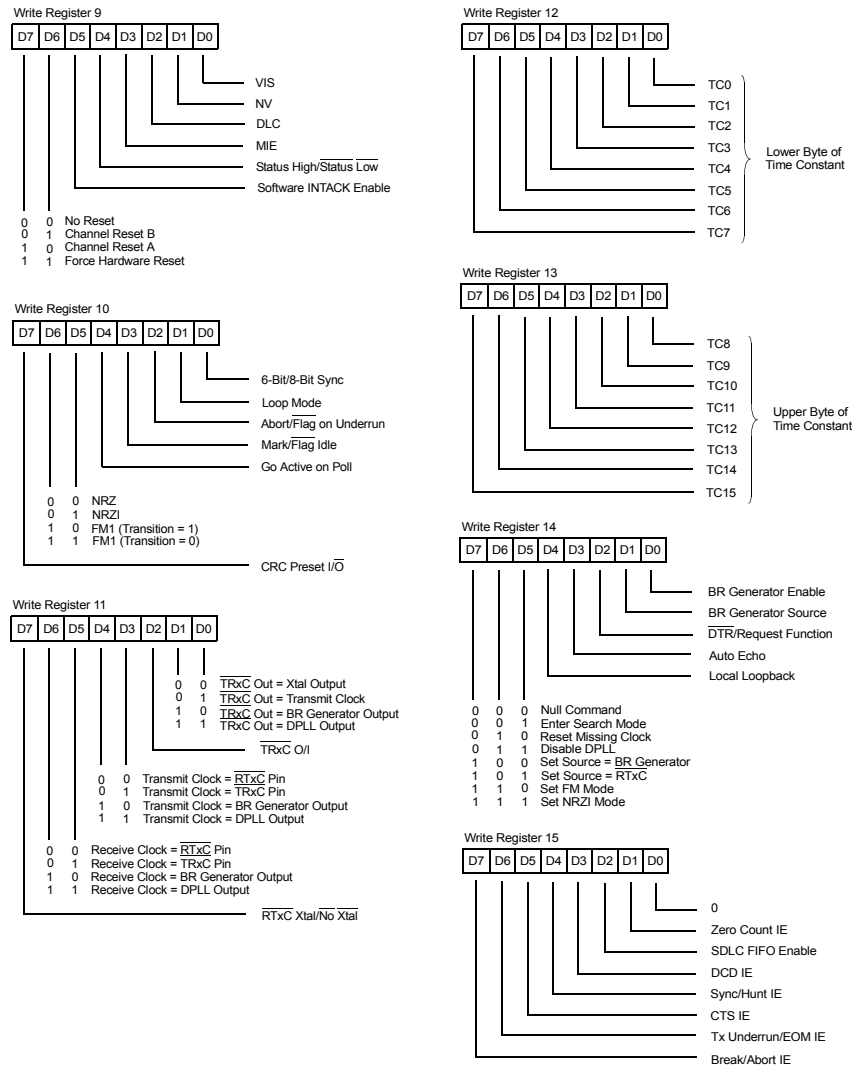 Write Register 9
D7 D6 D5 D4 D3 D2 D1 D0
VIS
NV
DLC
MIE
Status High/Status Low
Software INTACK Enable
0 0 No Reset
0 1 Channel Reset B
1 0 Channel Reset A
1 1 Force Hardware Reset
Write Register 10
D7 D6 D5 D4 D3 D2 D1 D0
6-Bit/8-Bit Sync
Loop Mode
Abort/Flag on Underrun
Mark/Flag Idle
Go Active on Poll
0 0 NRZ
0 1 NRZI
1 0 FM1 (Transition = 1)
1 1 FM1 (Transition = 0)
CRC Preset I/O
Write Register 11
D7 D6 D5 D4 D3 D2 D1 D0
0 0 TRxC Out = Xtal Output
0 1 TRxC Out = Transmit Clock
1 0 TRxC Out = BR Generator Output
1 1 TRxC Out = DPLL Output
TRxC O/I
0 0 Transmit Clock = RTxC Pin
0 1 Transmit Clock = TRxC Pin
1 0 Transmit Clock = BR Generator Output
1 1 Transmit Clock = DPLL Output
0 0 Receive Clock = RTxC Pin
0 1 Receive Clock = TRxC Pin
1 0 Receive Clock = BR Generator Output
1 1 Receive Clock = DPLL Output
RTxC Xtal/No Xtal
Write Register 12
D7 D6 D5 D4 D3 D2 D1 D0
TC0
TC1
TC2
TC3
TC4
TC5
TC6
TC7
Lower Byte of
Time Constant
Write Register 13
D7 D6 D5 D4 D3 D2 D1 D0
TC8
TC9
TC10
TC11
TC12
TC13
TC14
TC15
Upper Byte of
Time Constant
Write Register 14
D7 D6 D5 D4 D3 D2 D1 D0
BR Generator Enable
BR Generator Source
DTR/Request Function
Auto Echo
Local Loopback
0 0 0 Null Command
0 0 1 Enter Search Mode
0 1 0 Reset Missing Clock
0 1 1 Disable DPLL
1 0 0 Set Source = BR Generator
1 0 1 Set Source = RTxC
1 1 0 Set FM Mode
1 1 1 Set NRZI Mode
Write Register 15
D7 D6 D5 D4 D3 D2 D1 D0
0
Zero Count IE
SDLC FIFO Enable
DCD IE
Sync/Hunt IE
CTS IE
Tx Underrun/EOM IE
Break/Abort IE